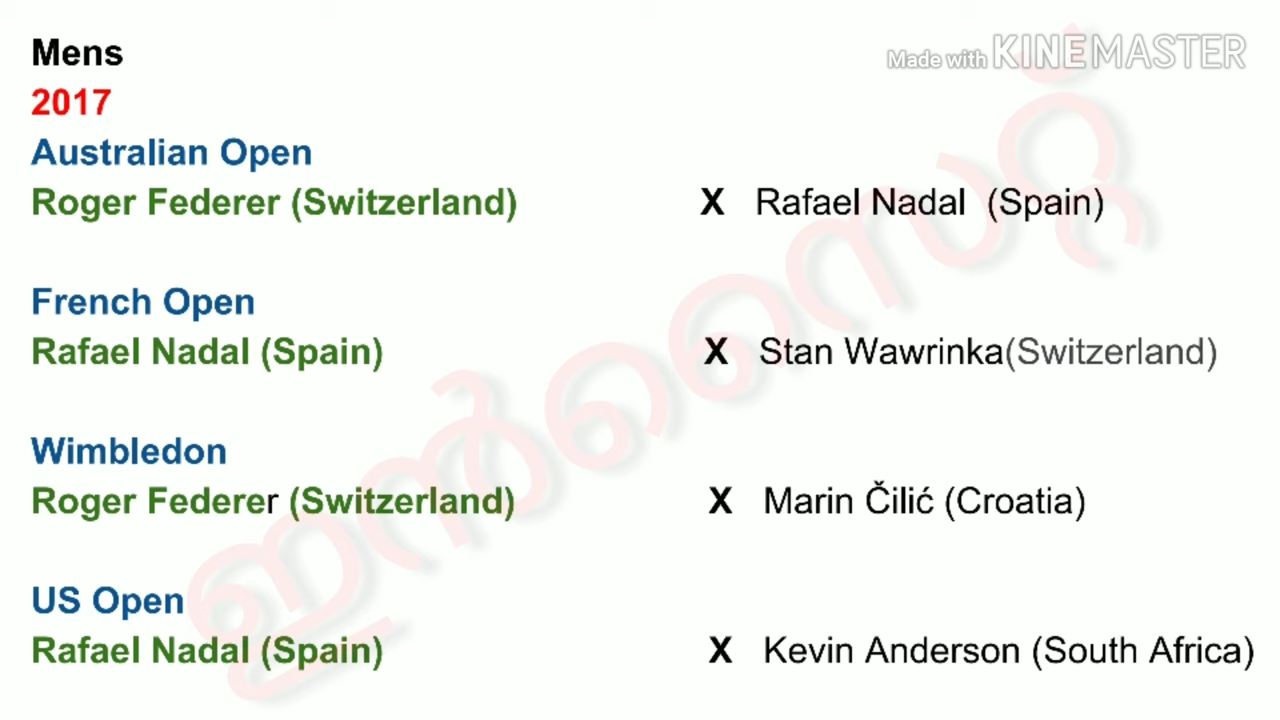 Mens
Made with KINEMASTER
2017
Australian Open
Roger Federer (Switzerland) X Rafael Nadal (Spain)
French Open
Rafael Nadal (Spain) X Stan Wawrinka(Switzerland)
Wimbledon
Roger Federer (Switzerland) X Marin Čilić (Croatia)
US Open
Rafael Nadal (Spain) X Kevin Anderson (South Africa)
ഇൻസൈറ്റ്